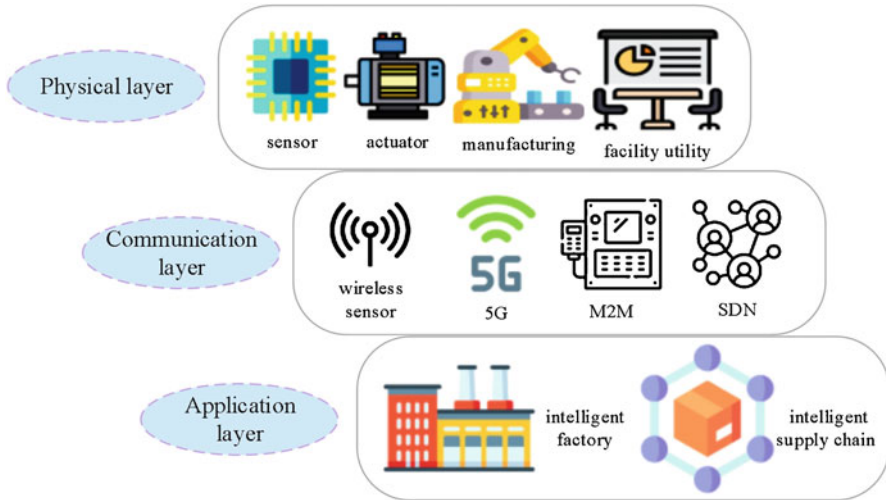 Physical layer
sensor
actuator
manufacturing
facility utility
Communication
layer
wireless
sensor
5G
5G
M2M
SDN
Application
layer
intelligent
factory
intelligent
supply chain